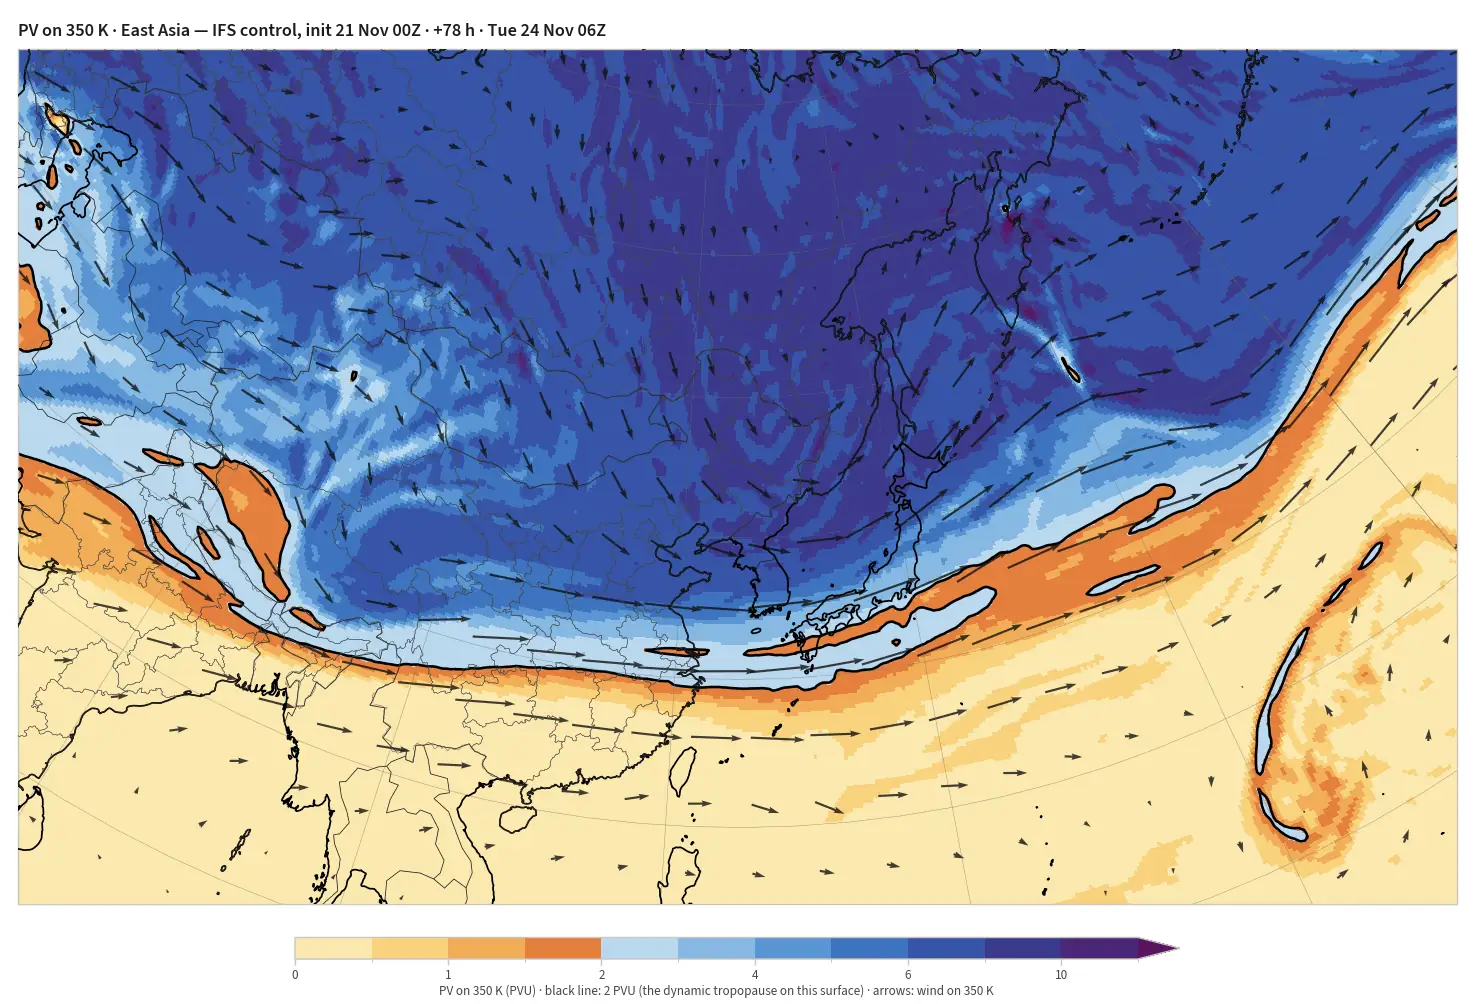 PV on 350 K · East Asia — IFS control, init 21 Nov 00Z · +78 h · Tue 24 Nov 06Z
0 1 2 4 6 10
PV on 350 K (PVU) · black line: 2 PVU (the dynamic tropopause on this surface) · arrows: wind on 350 K